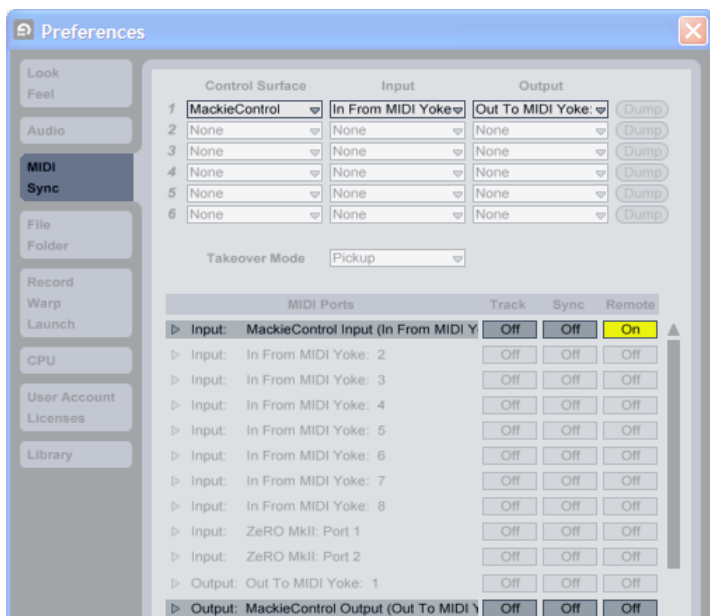 Preferences
Look
Feel
Audio
MIDI
Sync
File
Folder
Record
Warp
Launch
CPU
User Account
Licenses
Library
Control Surface Input Output
1 MackieControl In From MIDI Yoke Out To MIDI Yoke: Dump
2 None None None Dump
3 None None None Dump
4 None None None Dump
5 None None None Dump
6 None None None Dump
Takeover Mode Pickup
MIDI Ports Track Sync Remote
Input: MackieControl Input (In From MIDI Y Off Off On
Input: In From MIDI Yoke: 2 Off Off Off
Input: In From MIDI Yoke: 3 Off Off Off
Input: In From MIDI Yoke: 4 Off Off Off
Input: In From MIDI Yoke: 5 Off Off Off
Input: In From MIDI Yoke: 6 Off Off Off
Input: In From MIDI Yoke: 7 Off Off Off
Input: In From MIDI Yoke: 8 Off Off Off
Input: ZeRO MkII: Port 1 Off Off Off
Input: ZeRO MkII: Port 2 Off Off Off
Output: Out To MIDI Yoke: 1 Off Off Off
Output: MackieControl Output (Out To MIDI Y Off Off Off